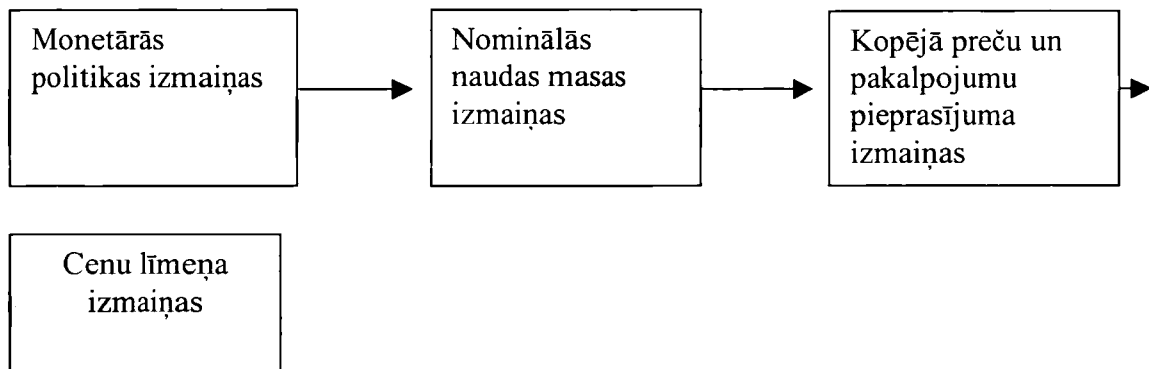 Monetārās
politikas izmaiņas
Nominālās
naudas masas
izmaiņas
Kopējā preču un
pakalpojumu
pieprasījuma
izmaiņas
Cenu līmeņa
izmaiņas